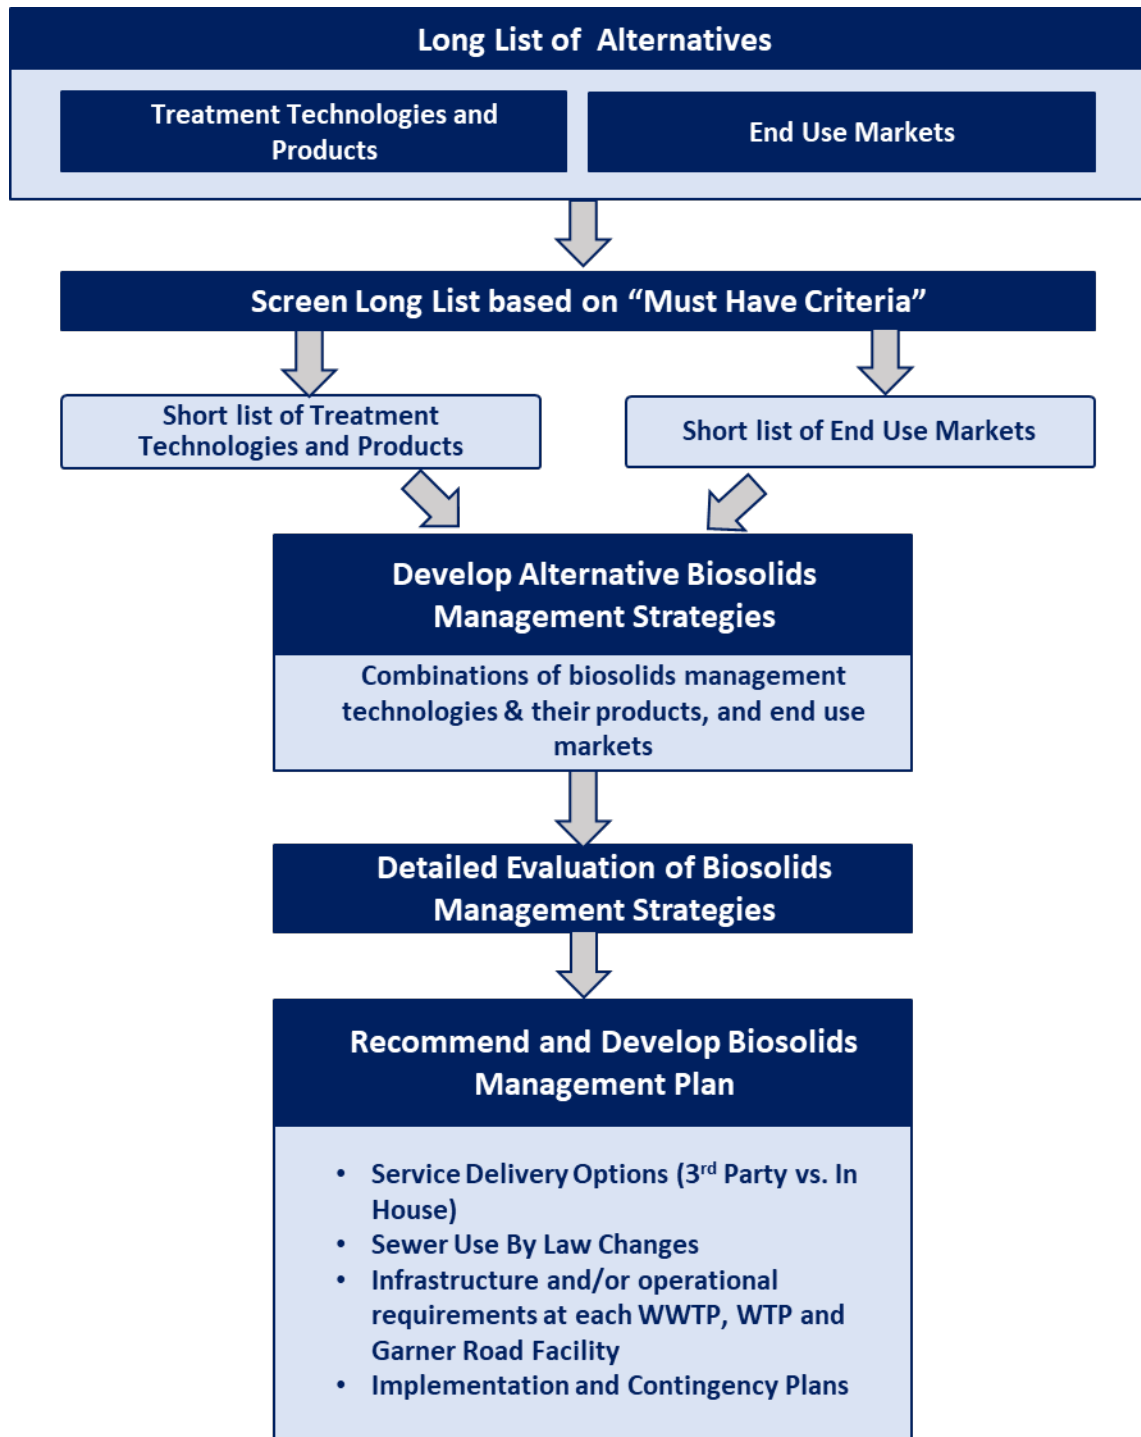 Long List of Alternatives
Treatment Technologies and
Products
End Use Markets
Screen Long List based on “Must Have Criteria”
Short list of Treatment
Technologies and Products
Short list of End Use Markets
Develop Alternative Biosolids
Management Strategies
Combinations of biosolids management
technologies & their products, and end use
markets
Detailed Evaluation of Biosolids
Management Strategies
Recommend and Develop Biosolids
Management Plan
• Service Delivery Options (3rd Party vs. In
House)
• Sewer Use By Law Changes
• Infrastructure and/or operational
requirements at each WWTP, WTP and
Garner Road Facility
• Implementation and Contingency Plans